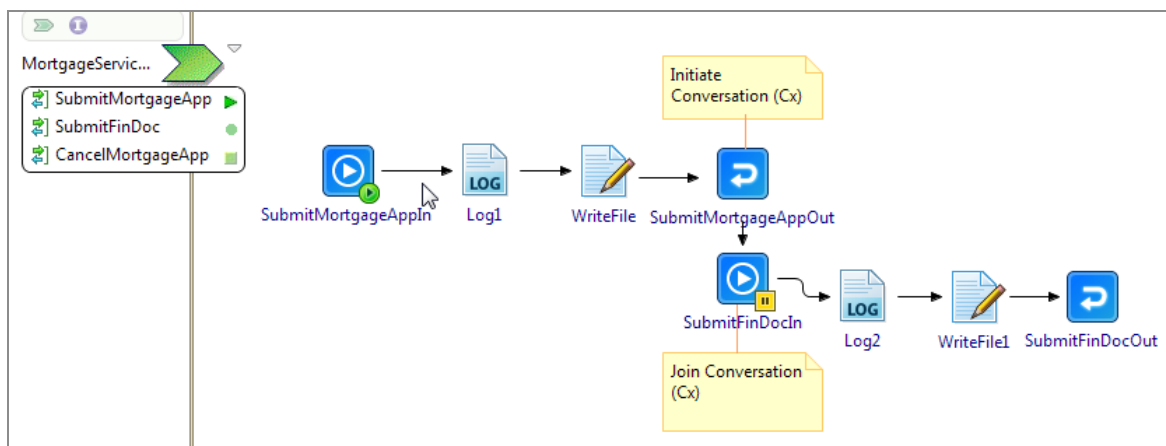 MortgageServic...
SubmitMortgageApp
SubmitFinDoc
CancelMortgageApp
Initiate
Conversation (Cx)
LOG
SubmitMortgageAppIn
Log1
WriteFile
SubmitMortgageAppOut
LOG
SubmitFinDocIn
Log2
WriteFile1
SubmitFinDocOut
Join Conversation
(Cx)